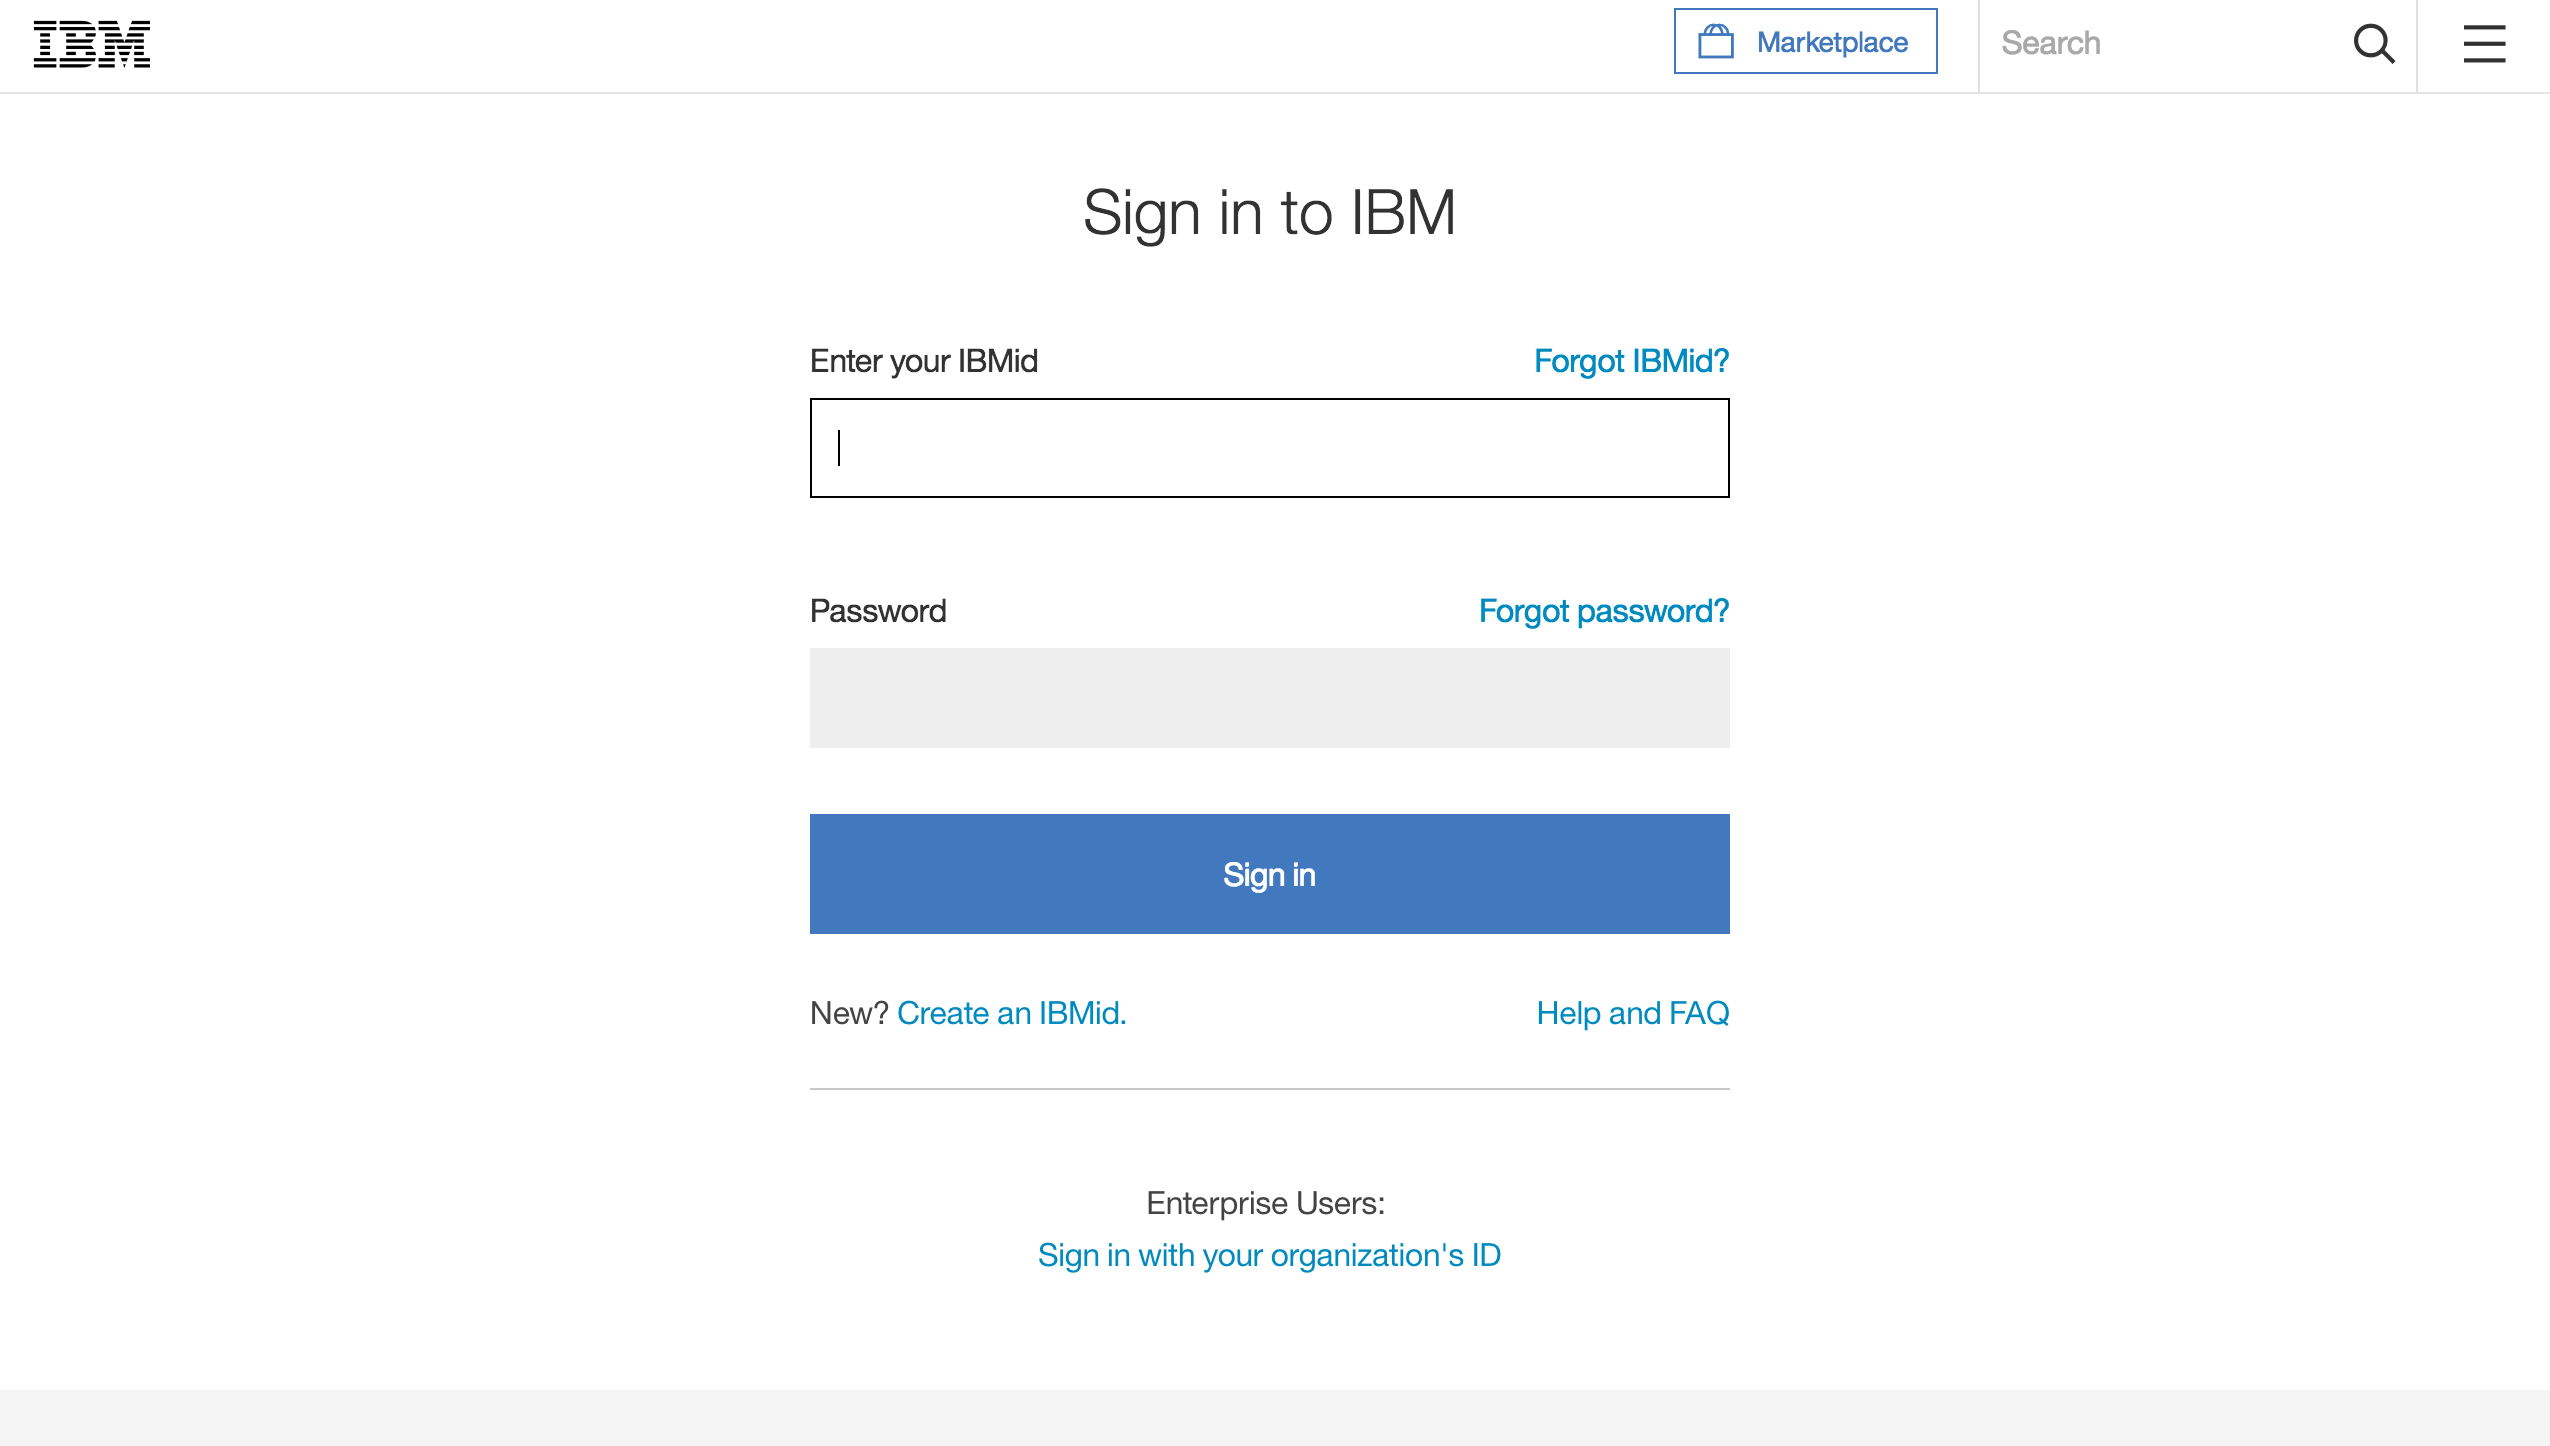 IBM
Marketplace
Search
Sign in to IBM
Enter your IBMid
Forgot IBMid?
Password
Forgot password?
Sign in
New? Create an IBMid.
Help and FAQ
Enterprise Users:
Sign in with your organization's ID